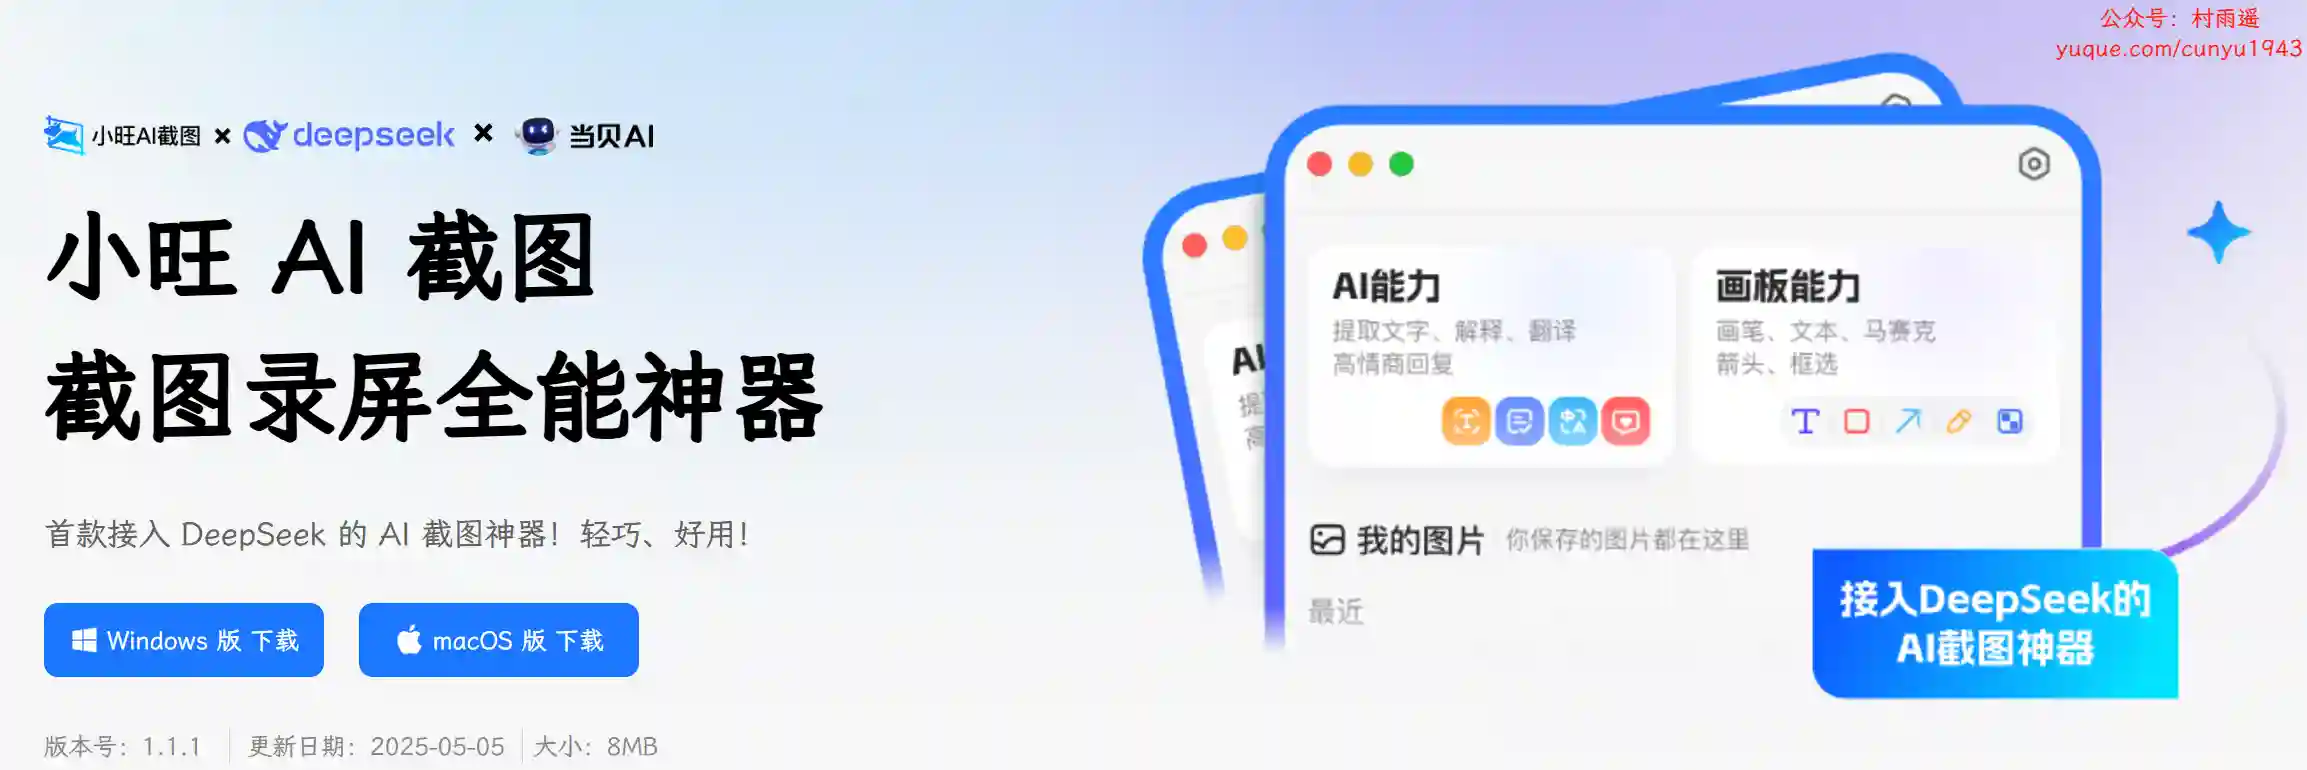 公众号：村雨遥
yuque.com/cunyu1943
小旺AI截图 × deepseek × 当贝AI
小旺 AI 截图
截图录屏全能神器
首款接入 DeepSeek 的 AI 截图神器！轻巧、好用！
Windows 版 下载
macOS 版 下载
版本号：1.1.1 更新日期：2025-05-05 大小：8MB
AI能力
提取文字、解释、翻译
高情商回复
画板能力
画笔、文本、马赛克
箭头、框选
我的图片 你保存的图片都在这里
最近
接入DeepSeek的
AI截图神器
AI
提
高